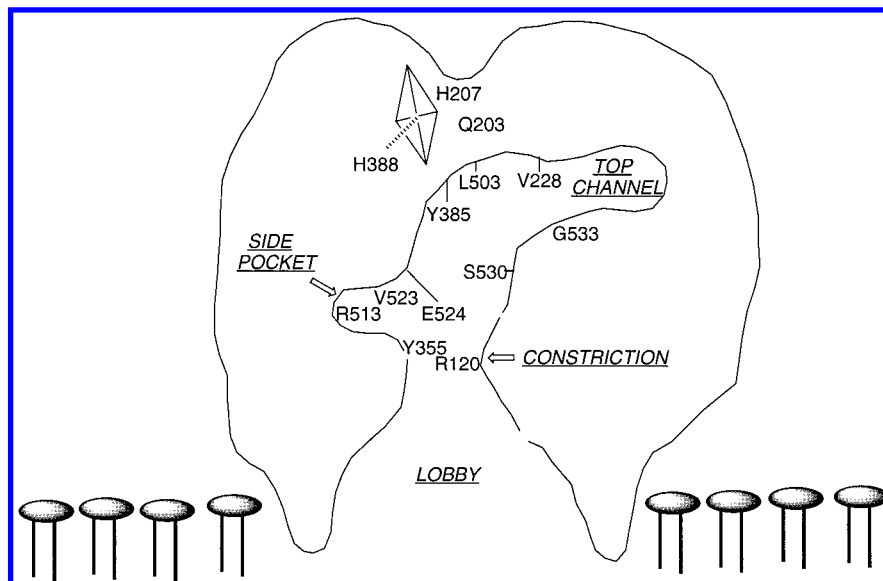 H207
Q203
H388
L503
V228
TOP
CHANNEL
Y385
G533
SIDE
POCKET
S530
V523
R513
E524
Y355
R120
CONSTRICTION
LOBBY